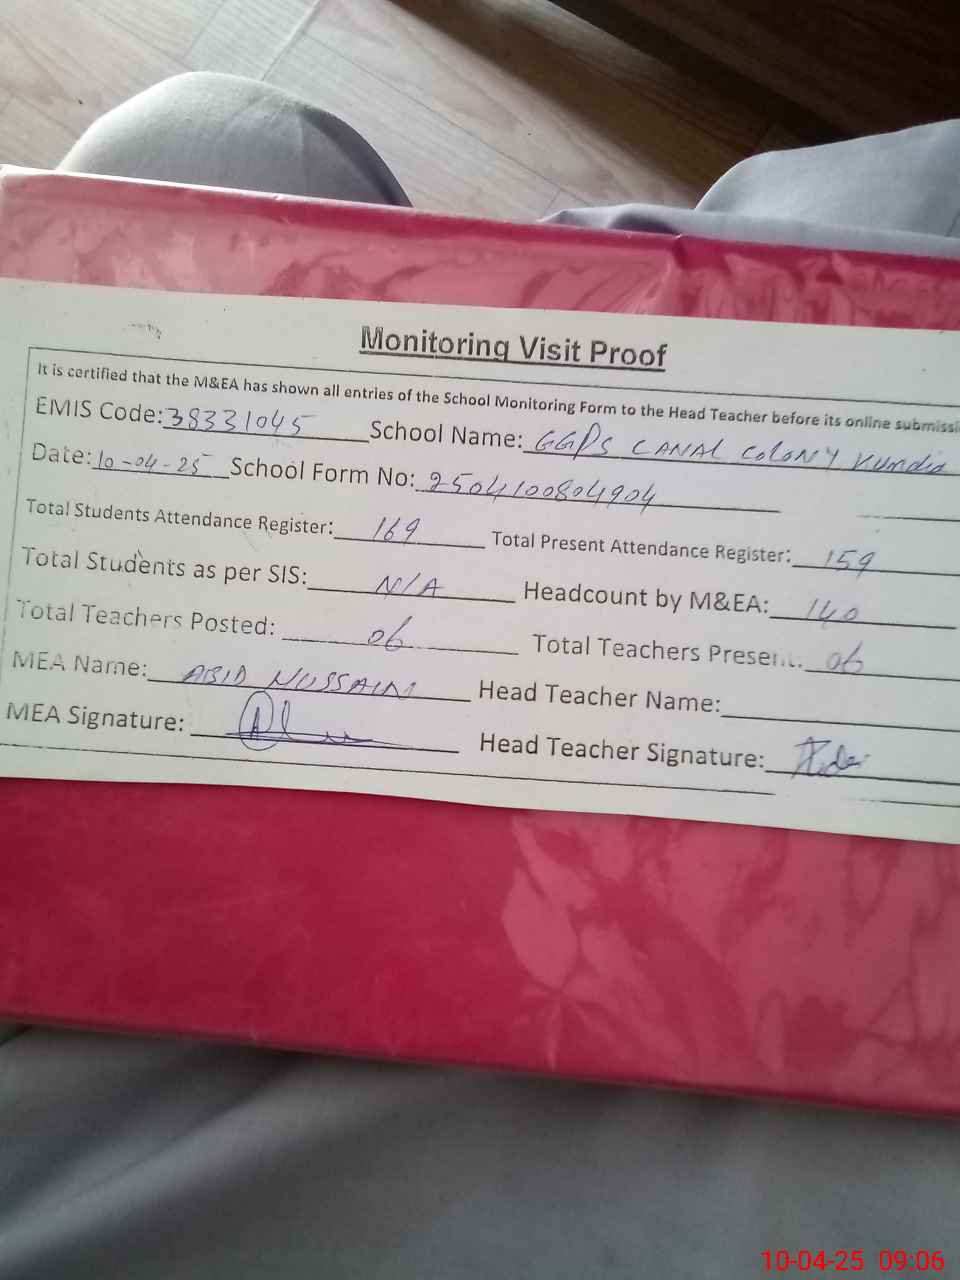 Monitoring Visit Proof
It is certified that the M&EA has shown all entries of the School Monitoring Form to the Head Teacher before its online submissi
EMIS Code: 38331045 School Name: GGPS CANAL COLONY Kundia
Date: 10-04-25 School Form No: 2504100804904
Total Students Attendance Register: 169 Total Present Attendance Register: 159
Total Students as per SIS: N/A Headcount by M&EA: 140
Total Teachers Posted: 06 Total Teachers Present: 06
MEA Name: ABID HUSSAIN Head Teacher Name:
MEA Signature: Head Teacher Signature:
10-04-25 09:06